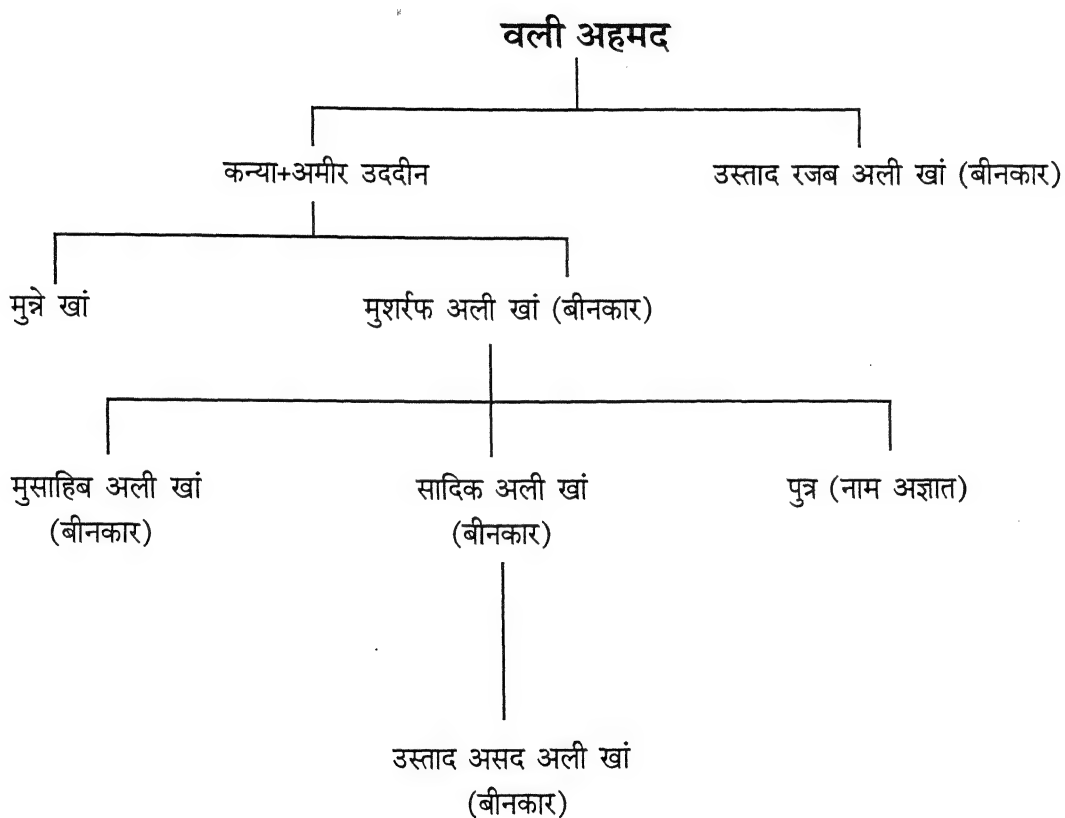 वली अहमद
कन्या+अमीर उददीन
उस्ताद रजब अली खां (बीनकार)
मुन्ने खां
मुशर्रफ अली खां (बीनकार)
मुसाहिब अली खां
(बीनकार)
सादिक अली खां
(बीनकार)
पुत्र (नाम अज्ञात)
उस्ताद असद अली खां
(बीनकार)